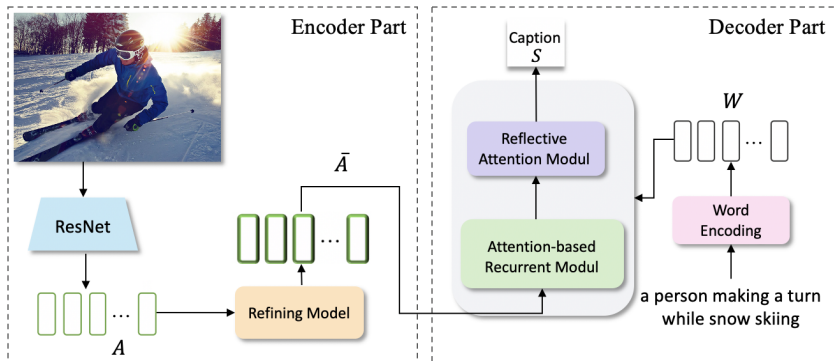 Encoder Part
ResNet
A
Refining Model
Ā
...
...
Decoder Part
Caption
S
Reflective
Attention Modul
Attention-based
Recurrent Modul
W
...
Word
Encoding
a person making a turn
while snow skiing